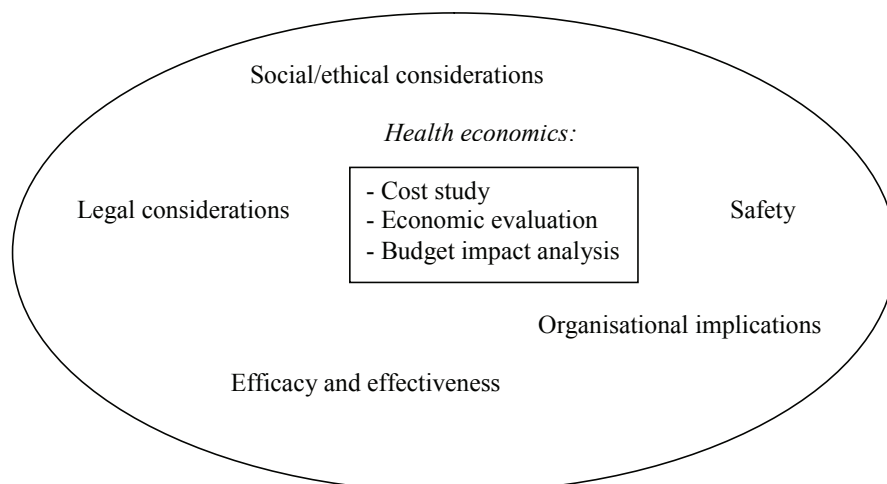 Social/ethical considerations
Health economics:
- Cost study
- Economic evaluation
- Budget impact analysis
Legal considerations
Safety
Organisational implications
Efficacy and effectiveness